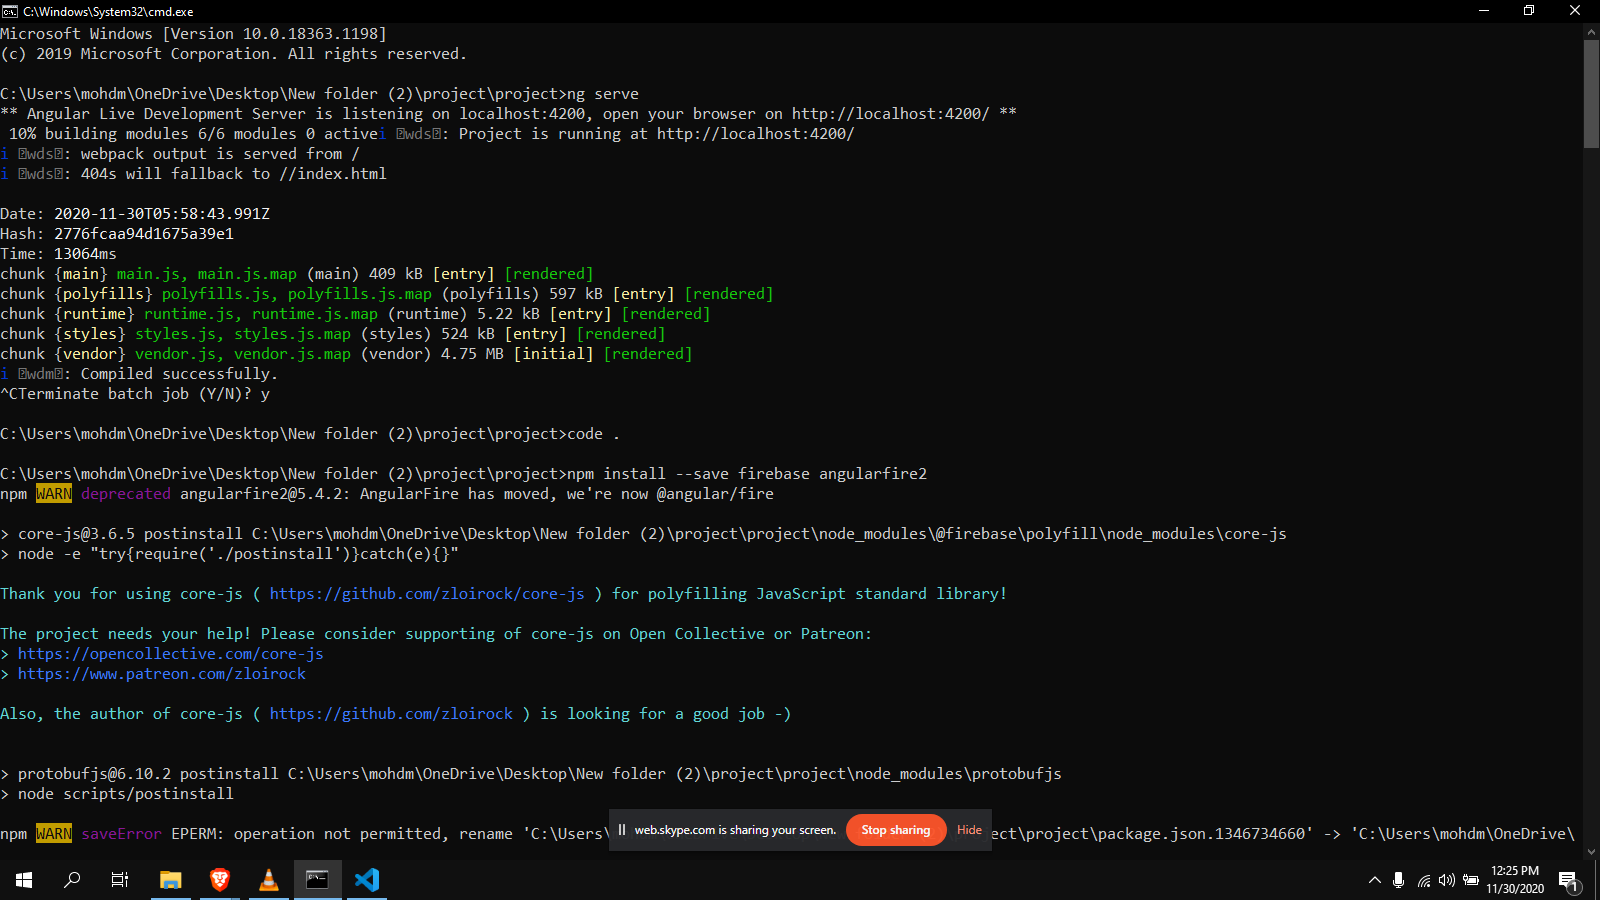 C:\Windows\System32\cmd.exe
Microsoft Windows [Version 10.0.18363.1198]
(c) 2019 Microsoft Corporation. All rights reserved.
C:\Users\mohdm\OneDrive\Desktop\New folder (2)\project\project>ng serve
** Angular Live Development Server is listening on localhost:4200, open your browser on http://localhost:4200/ **
10% building modules 6/6 modules 0 activei ⍰wds⍰: Project is running at http://localhost:4200/
i ⍰wds⍰: webpack output is served from /
i ⍰wds⍰: 404s will fallback to //index.html
Date: 2020-11-30T05:58:43.991Z
Hash: 2776fcaa94d1675a39e1
Time: 13064ms
chunk {main} main.js, main.js.map (main) 409 kB [entry] [rendered]
chunk {polyfills} polyfills.js, polyfills.js.map (polyfills) 597 kB [entry] [rendered]
chunk {runtime} runtime.js, runtime.js.map (runtime) 5.22 kB [entry] [rendered]
chunk {styles} styles.js, styles.js.map (styles) 524 kB [entry] [rendered]
chunk {vendor} vendor.js, vendor.js.map (vendor) 4.75 MB [initial] [rendered]
i ⍰wdm⍰: Compiled successfully.
^CTerminate batch job (Y/N)? y
C:\Users\mohdm\OneDrive\Desktop\New folder (2)\project\project>code .
C:\Users\mohdm\OneDrive\Desktop\New folder (2)\project\project>npm install --save firebase angularfire2
npm WARN deprecated angularfire2@5.4.2: AngularFire has moved, we're now @angular/fire
> core-js@3.6.5 postinstall C:\Users\mohdm\OneDrive\Desktop\New folder (2)\project\project\node_modules\@firebase\polyfill\node_modules\core-js
> node -e "try{require('./postinstall')}catch(e){}"
Thank you for using core-js ( https://github.com/zloirock/core-js ) for polyfilling JavaScript standard library!
The project needs your help! Please consider supporting of core-js on Open Collective or Patreon:
> https://opencollective.com/core-js
> https://www.patreon.com/zloirock
Also, the author of core-js ( https://github.com/zloirock ) is looking for a good job -)
> protobufjs@6.10.2 postinstall C:\Users\mohdm\OneDrive\Desktop\New folder (2)\project\project\node_modules\protobufjs
> node scripts/postinstall
npm WARN saveError EPERM: operation not permitted, rename 'C:\Users\ ect\project\package.json.1346734660' -> 'C:\Users\mohdm\OneDrive\
web.skype.com is sharing your screen. Stop sharing Hide
12:25 PM
11/30/2020
1